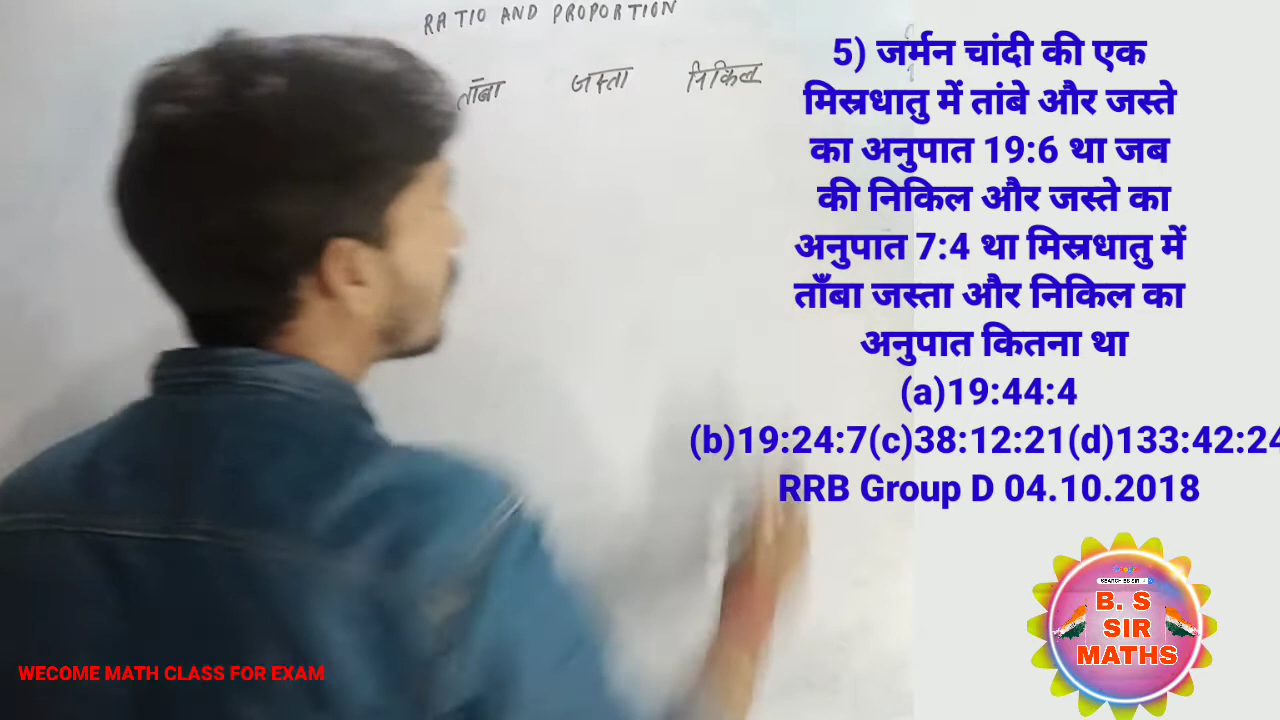 RATIO AND PROPORTION
ताँबा जस्ता निकिल
5) जर्मन चांदी की एक
मिस्रधातु में तांबे और जस्ते
का अनुपात 19:6 था जब
की निकिल और जस्ते का
अनुपात 7:4 था मिस्रधातु में
ताँबा जस्ता और निकिल का
अनुपात कितना था
(a)19:44:4
(b)19:24:7(c)38:12:21(d)133:42:24
RRB Group D 04.10.2018
B. S
SIR
MATHS
WECOME MATH CLASS FOR EXAM